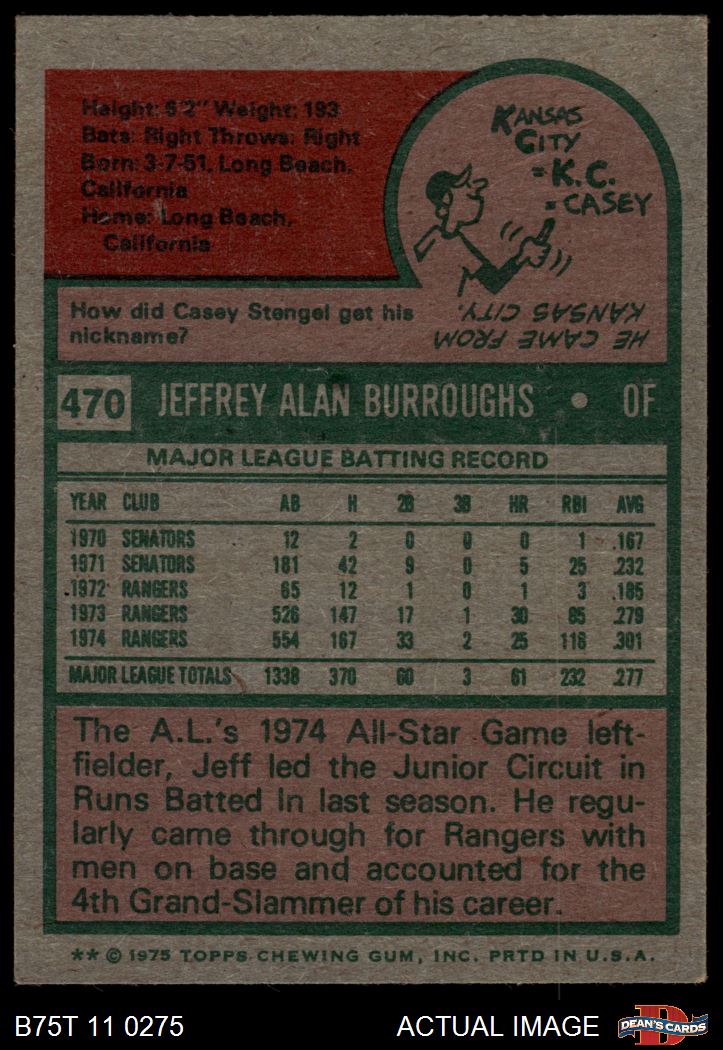 Height: 6'2" Weight: 193
Bats: Right Throws: Right
Born: 3-7-51, Long Beach,
California
Home: Long Beach,
California
KANSAS
CITY
= K.C.
= CASEY
How did Casey Stengel get his
nickname?
HE CAME FROM
KANSAS CITY.
470 JEFFREY ALAN BURROUGHS • OF
MAJOR LEAGUE BATTING RECORD
YEAR CLUB AB H 2B 3B HR RBI AVG
1970 SENATORS 12 2 0 0 0 1 .167
1971 SENATORS 181 42 9 0 5 25 .232
1972 RANGERS 65 12 1 0 1 3 .185
1973 RANGERS 526 147 17 1 30 85 .279
1974 RANGERS 554 167 33 2 25 118 .301
MAJOR LEAGUE TOTALS 1338 370 60 3 61 232 .277
The A.L.'s 1974 All-Star Game left-
fielder, Jeff led the Junior Circuit in
Runs Batted In last season. He regu-
larly came through for Rangers with
men on base and accounted for the
4th Grand-Slammer of his career.
** © 1975 TOPPS CHEWING GUM, INC. PRTD IN U.S.A.
B75T 11 0275
ACTUAL IMAGE
D
DEAN'S CARDS